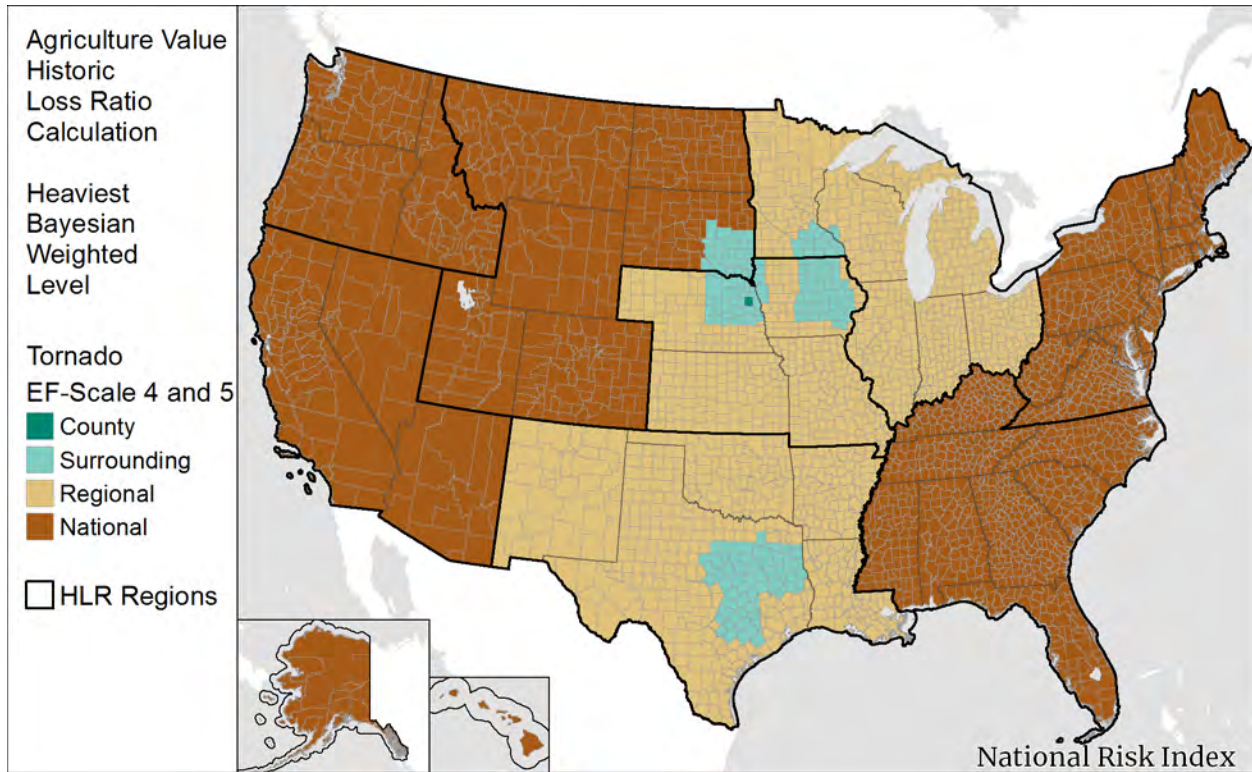 Agriculture Value
Historic
Loss Ratio
Calculation
Heaviest
Bayesian
Weighted
Level
Tornado
EF-Scale 4 and 5
County
Surrounding
Regional
National
HLR Regions
National Risk Index